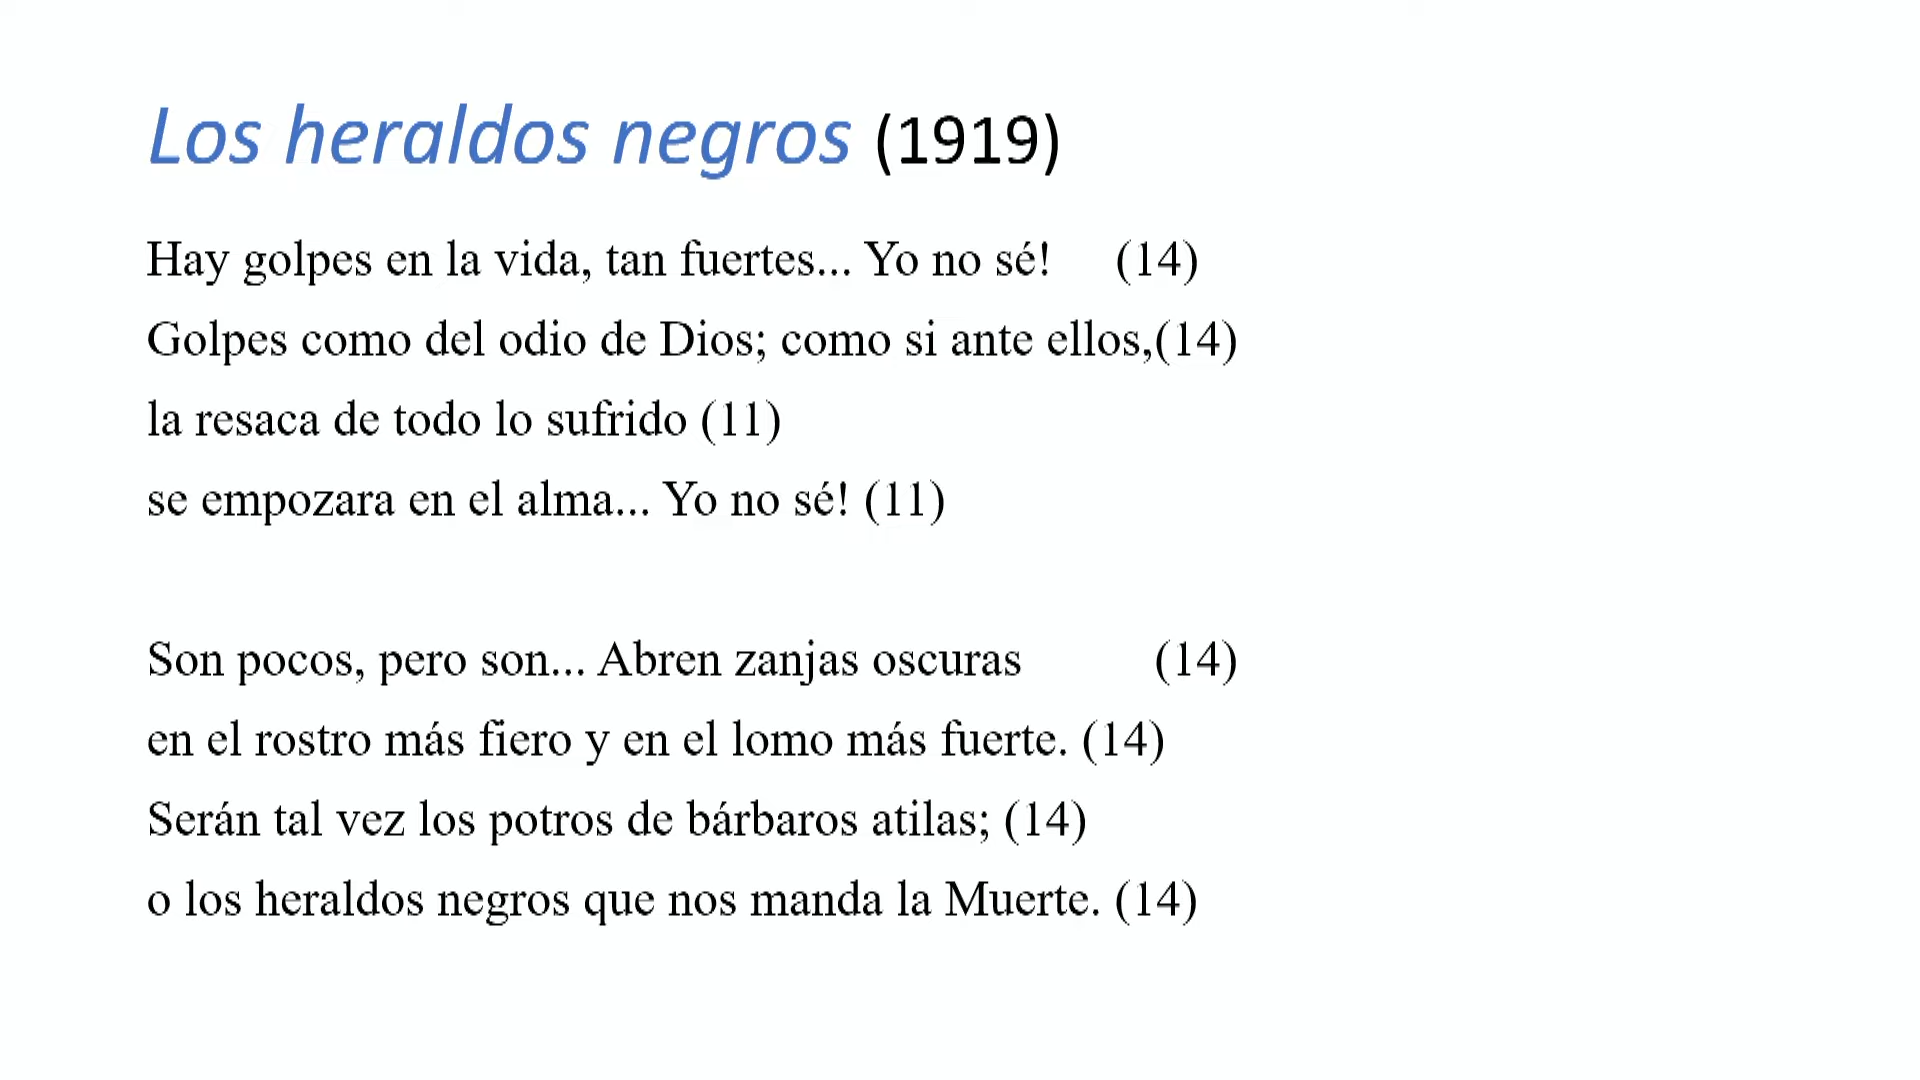 Los heraldos negros (1919)
Hay golpes en la vida, tan fuertes... Yo no sé! (14)
Golpes como del odio de Dios; como si ante ellos,(14)
la resaca de todo lo sufrido (11)
se empozara en el alma... Yo no sé! (11)
Son pocos, pero son... Abren zanjas oscuras (14)
en el rostro más fiero y en el lomo más fuerte. (14)
Serán tal vez los potros de bárbaros atilas; (14)
o los heraldos negros que nos manda la Muerte. (14)